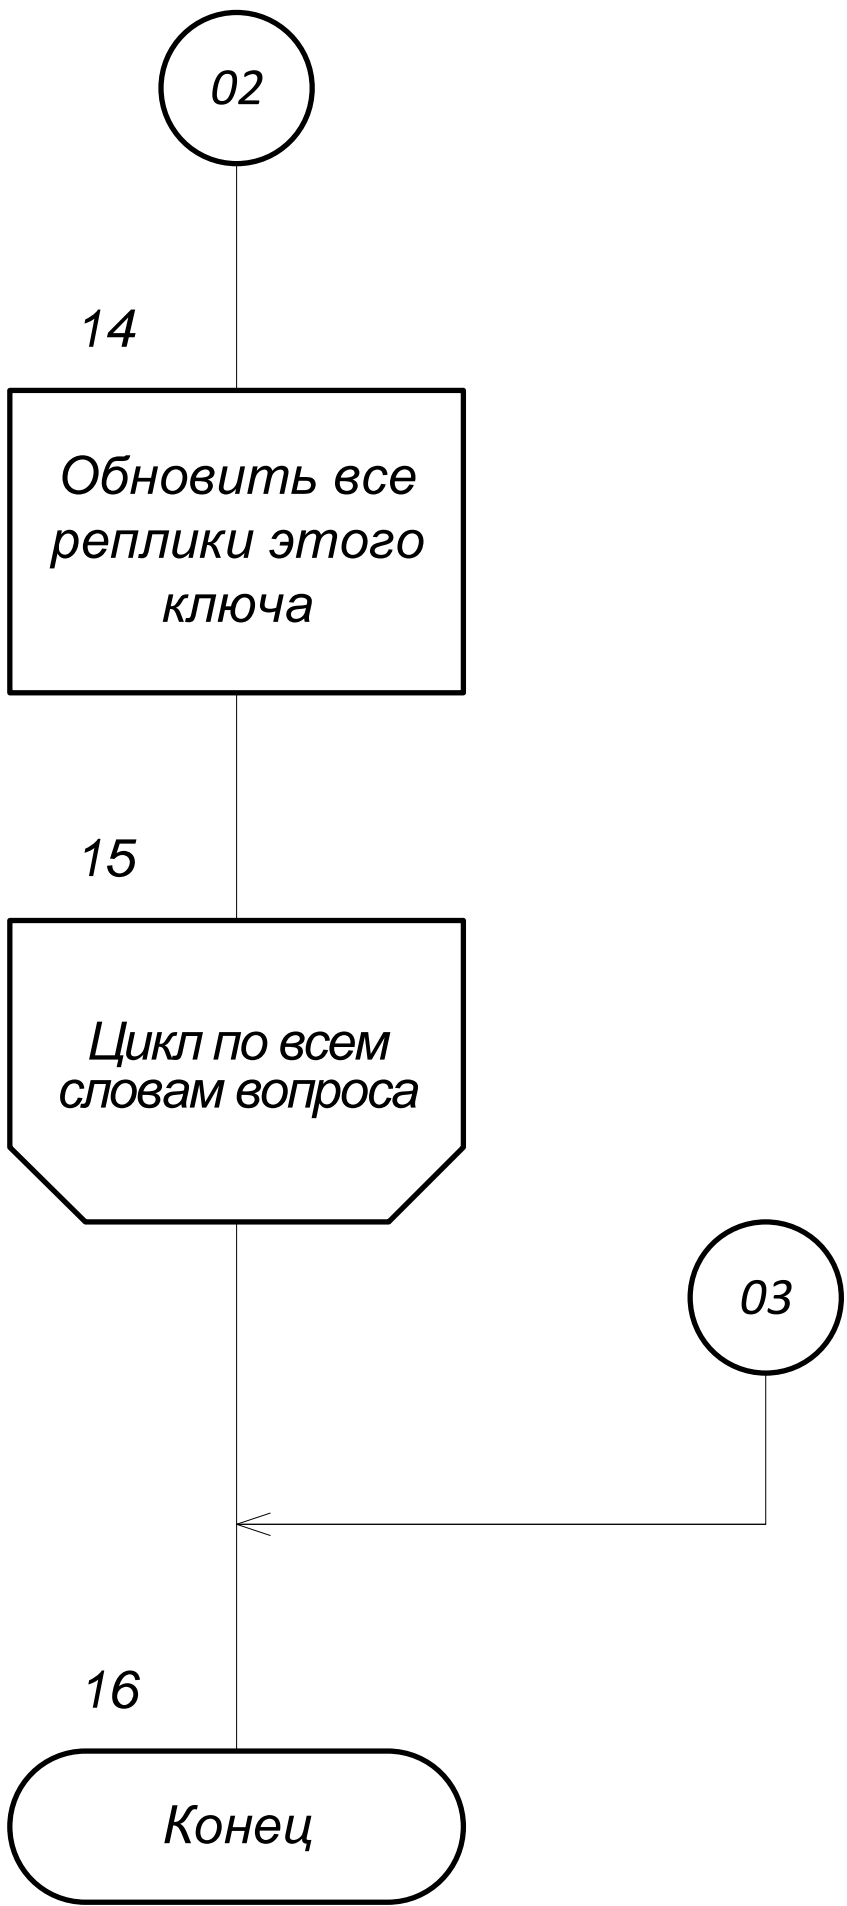 02
14
Обновить все
реплики этого
ключа
15
Цикл по всем
словам вопроса
03
16
Конец